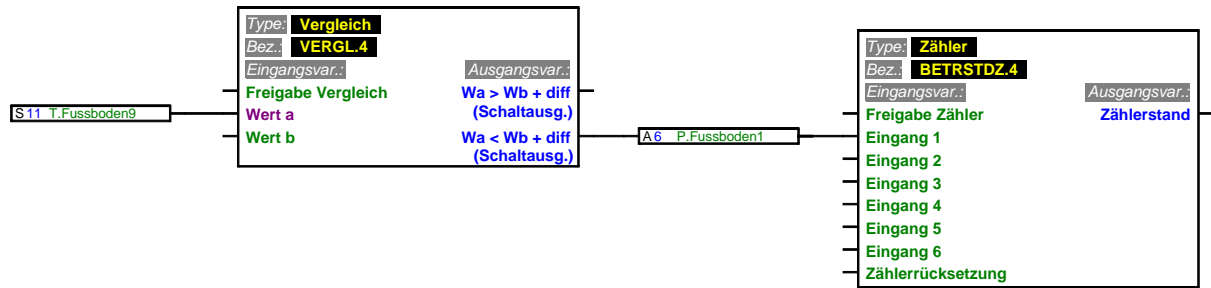 Type: Vergleich
Bez.: VERGL.4
Eingangsvar.: Ausgangsvar.:
Freigabe Vergleich Wa > Wb + diff
(Schaltausg.)
Wert a
Wert b Wa < Wb + diff
(Schaltausg.)
S 11 T.Fussboden9
A 6 P.Fussboden1
Type: Zähler
Bez.: BETRSTDZ.4
Eingangsvar.: Ausgangsvar.:
Freigabe Zähler Zählerstand
Eingang 1
Eingang 2
Eingang 3
Eingang 4
Eingang 5
Eingang 6
Zählerrücksetzung